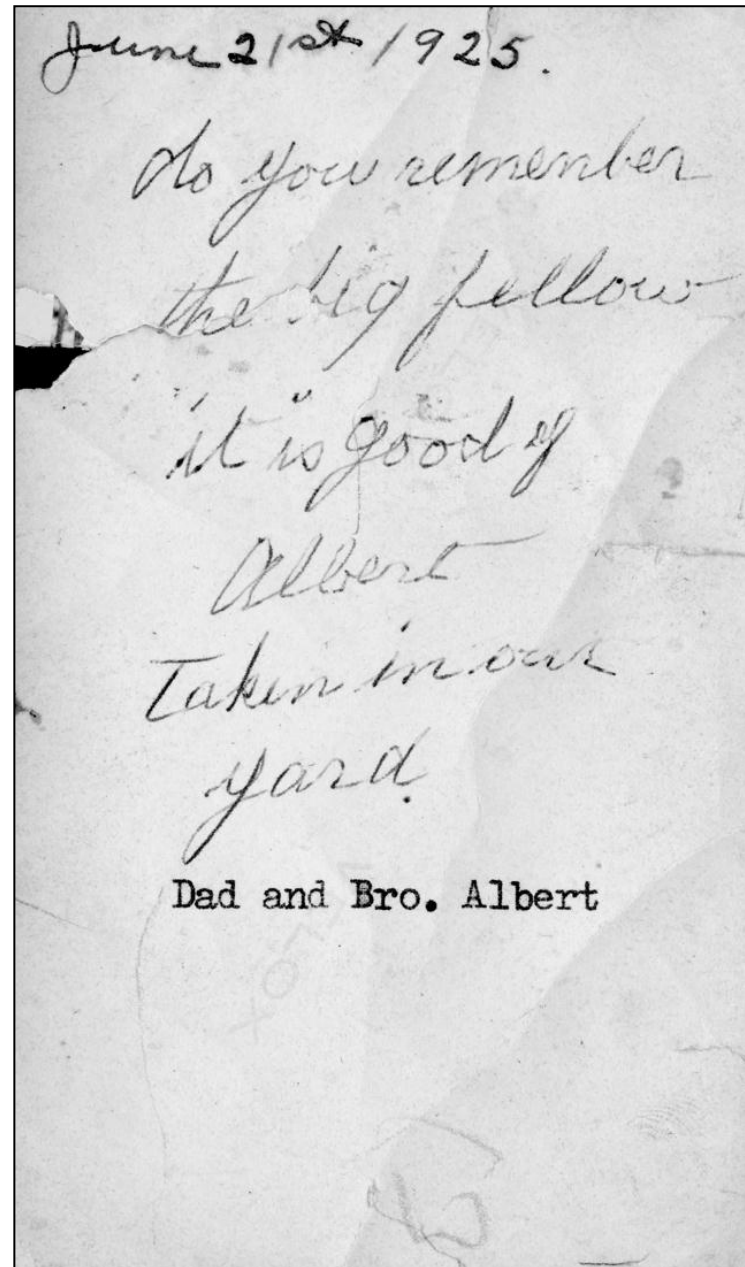 June 21st 1925.
do you remember
the big fellow
it is good of
Albert
Taken in our
yard.
Dad and Bro. Albert